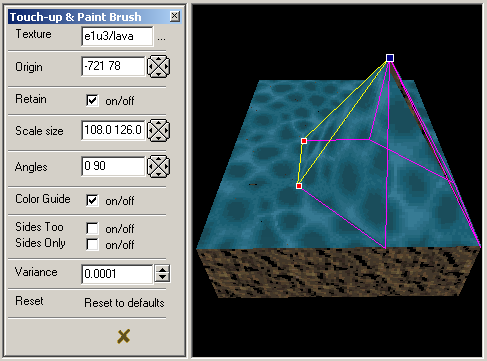 Touch-up & Paint Brush
Texture e1u3/lava ...
Origin -721 78
Retain on/off
Scale size 108.0 126.0
Angles 0 90
Color Guide on/off
Sides Too on/off
Sides Only on/off
Variance 0.0001
Reset Reset to defaults